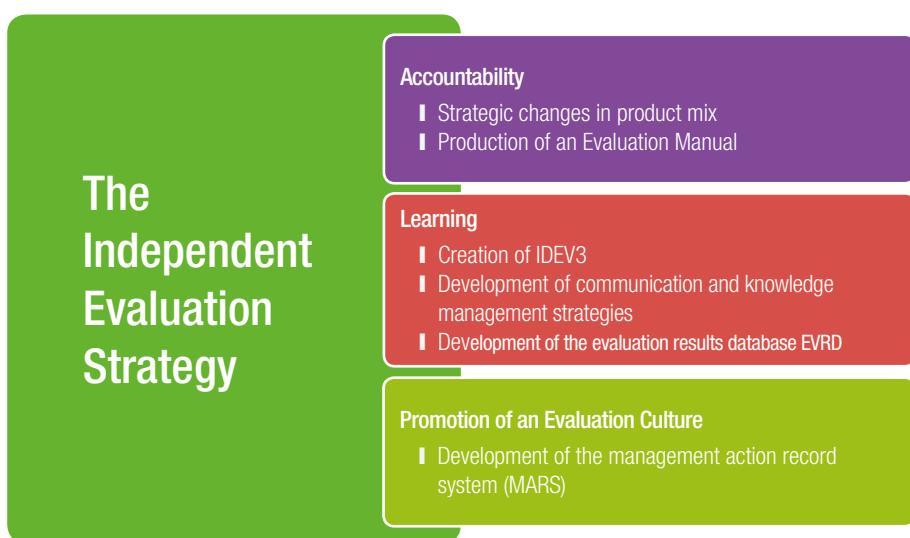 The
Independent
Evaluation
Strategy
Accountability
Strategic changes in product mix
Production of an Evaluation Manual
Learning
Creation of IDEV3
Development of communication and knowledge
management strategies
Development of the evaluation results database EVRD
Promotion of an Evaluation Culture
Development of the management action record
system (MARS)